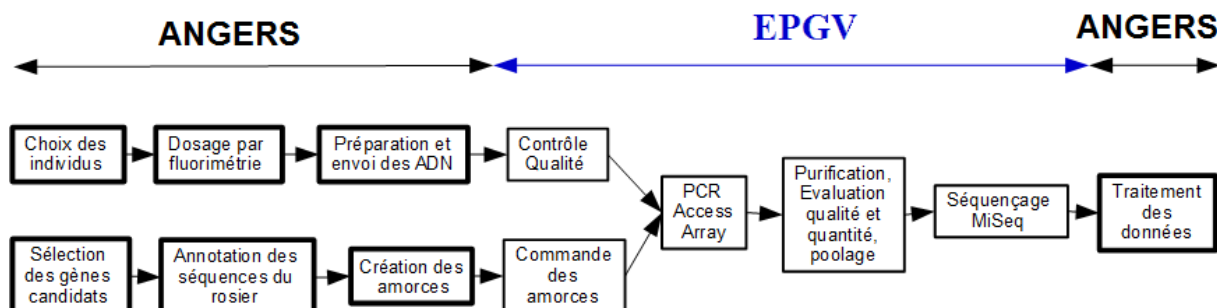 ANGERS
EPGV
ANGERS
Choix des
individus
Dosage par
fluorimétrie
Préparation et
envoi des ADN
Contrôle
Qualité
PCR
Access
Array
Purification,
Evaluation
qualité et
quantité,
poolage
Séquençage
MiSeq
Traitement
des
données
Sélection
des gènes
candidats
Annotation des
séquences du
rosier
Création des
amorces
Commande
des
amorces